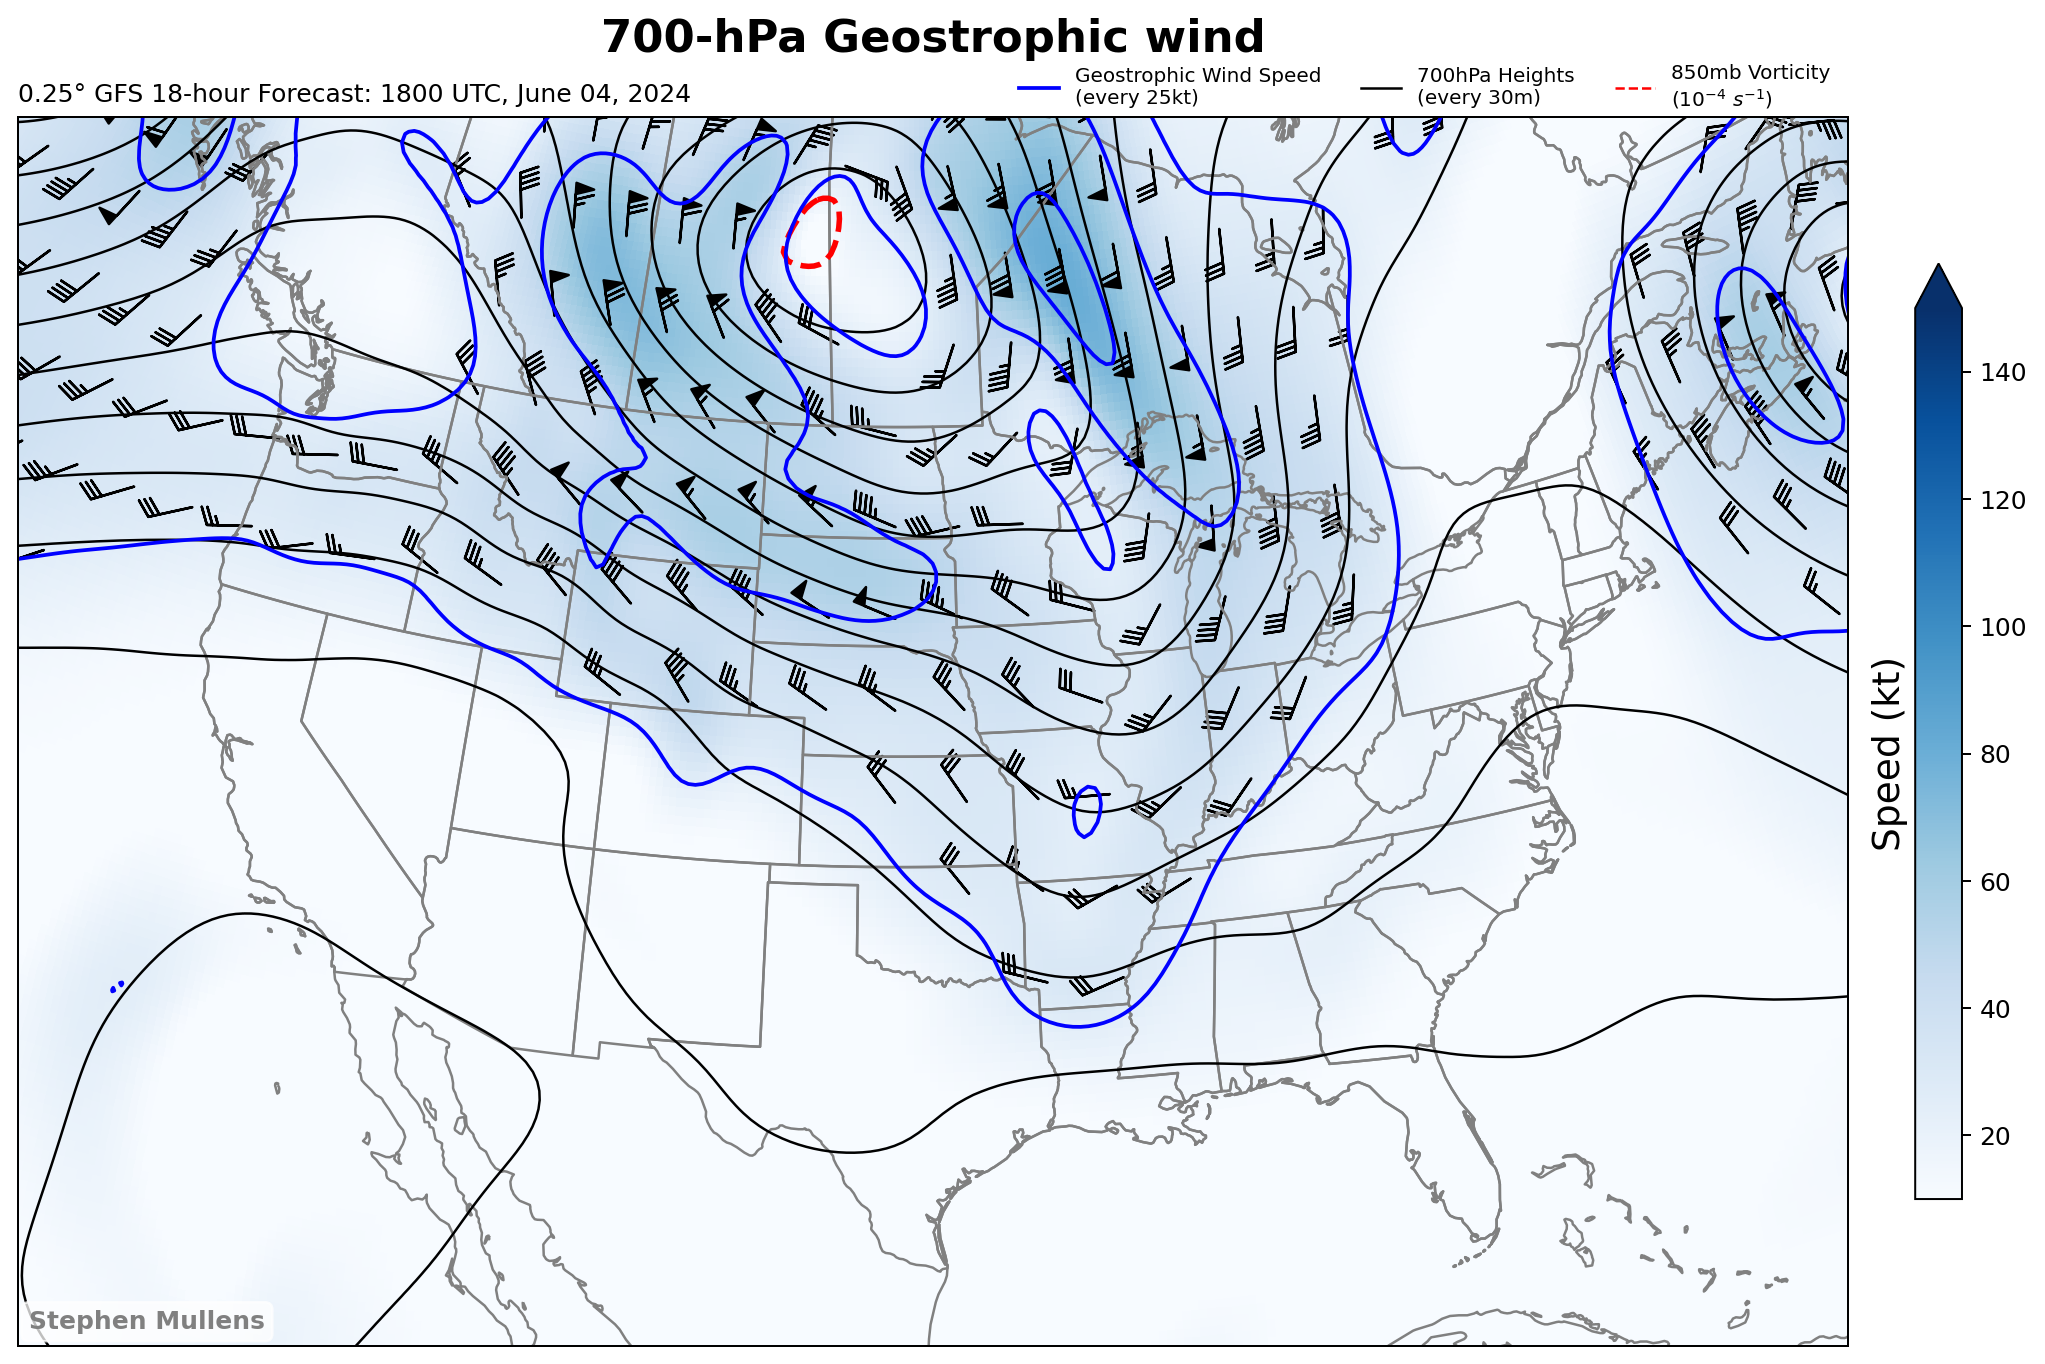 700-hPa Geostrophic wind
0.25° GFS 18-hour Forecast: 1800 UTC, June 04, 2024
Geostrophic Wind Speed
(every 25kt)
700hPa Heights
(every 30m)
850mb Vorticity
(10⁻⁴ s⁻¹)
140
120
100
80
60
40
20
Speed (kt)
Stephen Mullens